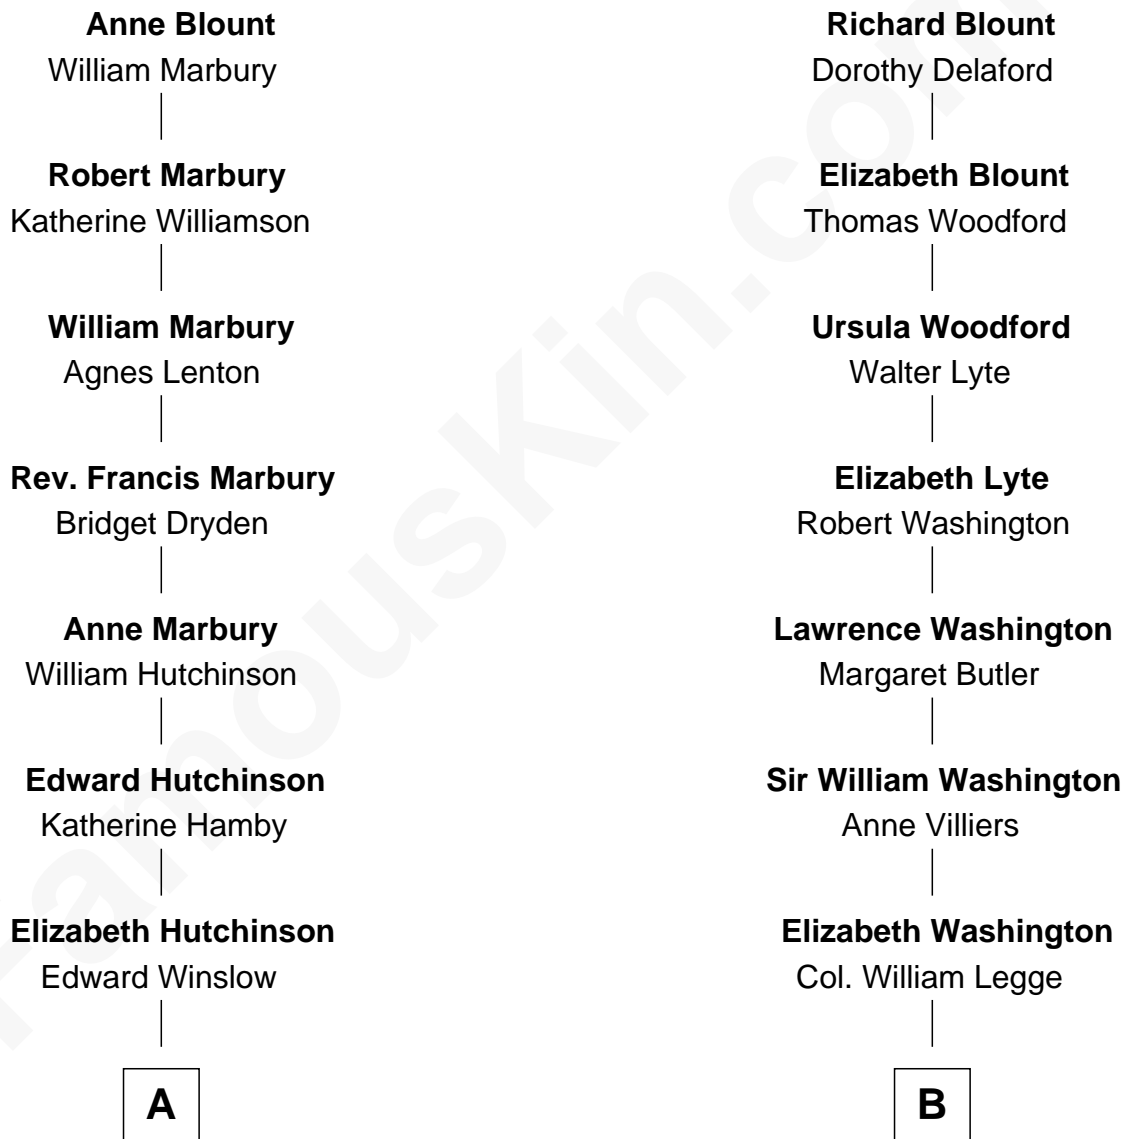 Anne Blount
William Marbury
Robert Marbury
Katherine Williamson
William Marbury
Agnes Lenton
Rev. Francis Marbury
Bridget Dryden
Anne Marbury
William Hutchinson
Edward Hutchinson
Katherine Hamby
Elizabeth Hutchinson
Edward Winslow
A
Richard Blount
Dorothy Delaford
Elizabeth Blount
Thomas Woodford
Ursula Woodford
Walter Lyte
Elizabeth Lyte
Robert Washington
Lawrence Washington
Margaret Butler
Sir William Washington
Anne Villiers
Elizabeth Washington
Col. William Legge
B
FamousKin.com